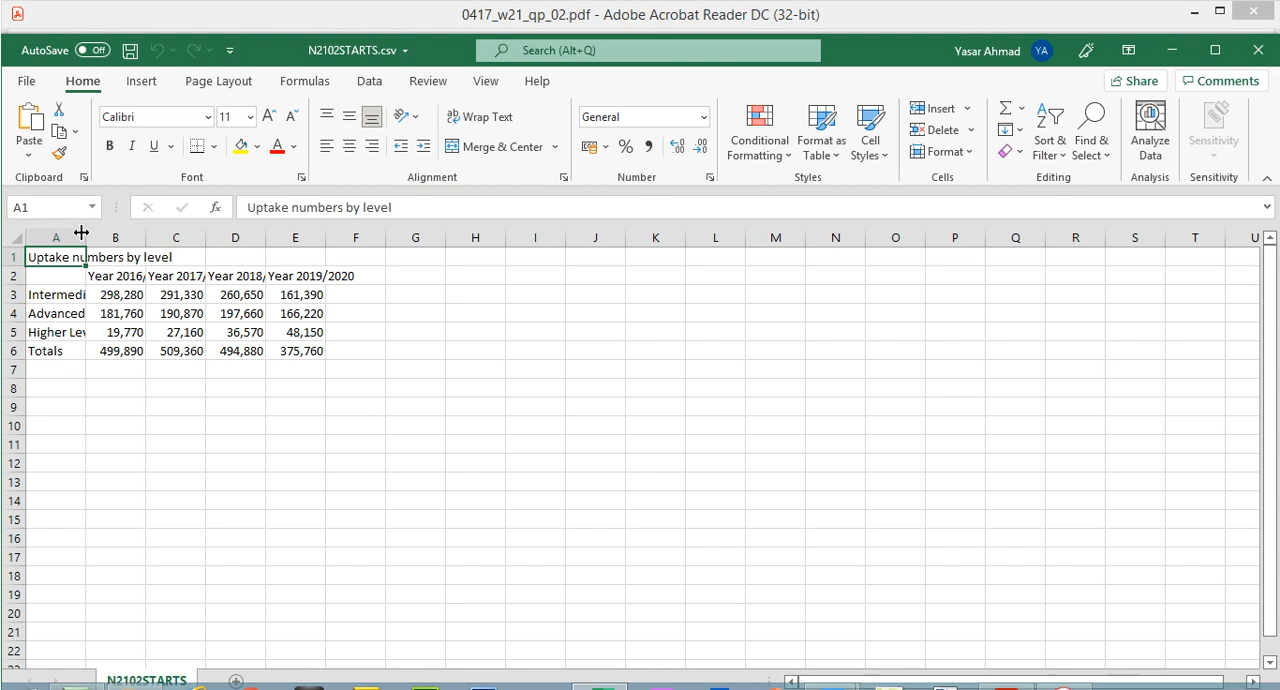 0417_w21_qp_02.pdf - Adobe Acrobat Reader DC (32-bit)
AutoSave Off N2102STARTS.csv Search (Alt+Q) Yasar Ahmad YA
File Home Insert Page Layout Formulas Data Review View Help Share Comments
Paste Calibri 11 A A Wrap Text General Conditional Formatting Format as Table Cell Styles Insert Sort & Filter Find & Select Analyze Data Sensitivity
B I U A Merge & Center % Delete
Format
Clipboard Font Alignment Number Styles Cells Editing Analysis Sensitivity
A1 fx Uptake numbers by level
A B C D E F G H I J K L M N O P Q R S T U
1 Uptake numbers by level
2 Year 2016/ Year 2017/ Year 2018/ Year 2019/2020
3 Intermedi 298,280 291,330 260,650 161,390
4 Advanced 181,760 190,870 197,660 166,220
5 Higher Lev 19,770 27,160 36,570 48,150
6 Totals 499,890 509,360 494,880 375,760
7
8
9
10
11
12
13
14
15
16
17
18
19
20
21
22
23
N2102STARTS